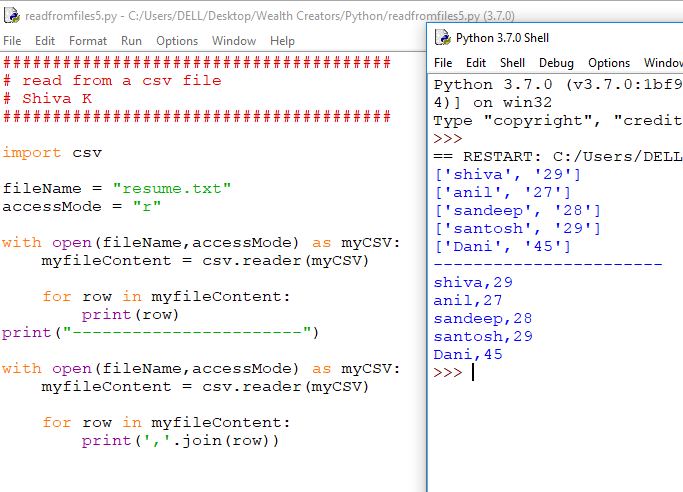 readfromfiles5.py - C:/Users/DELL/Desktop/Wealth Creators/Python/readfromfiles5.py (3.7.0)
File Edit Format Run Options Window Help
#######################################
# read from a csv file
# Shiva K
#######################################
import csv
fileName = "resume.txt"
accessMode = "r"
with open(fileName,accessMode) as myCSV:
    myfileContent = csv.reader(myCSV)
    for row in myfileContent:
        print(row)
print("-----------------------")
with open(fileName,accessMode) as myCSV:
    myfileContent = csv.reader(myCSV)
    for row in myfileContent:
        print(','.join(row))
Python 3.7.0 Shell
File Edit Shell Debug Options Window
Python 3.7.0 (v3.7.0:1bf9
4)] on win32
Type "copyright", "credit
>>>
== RESTART: C:/Users/DELL
['shiva', '29']
['anil', '27']
['sandeep', '28']
['santosh', '29']
['Dani', '45']
-----------------------
shiva,29
anil,27
sandeep,28
santosh,29
Dani,45
>>>